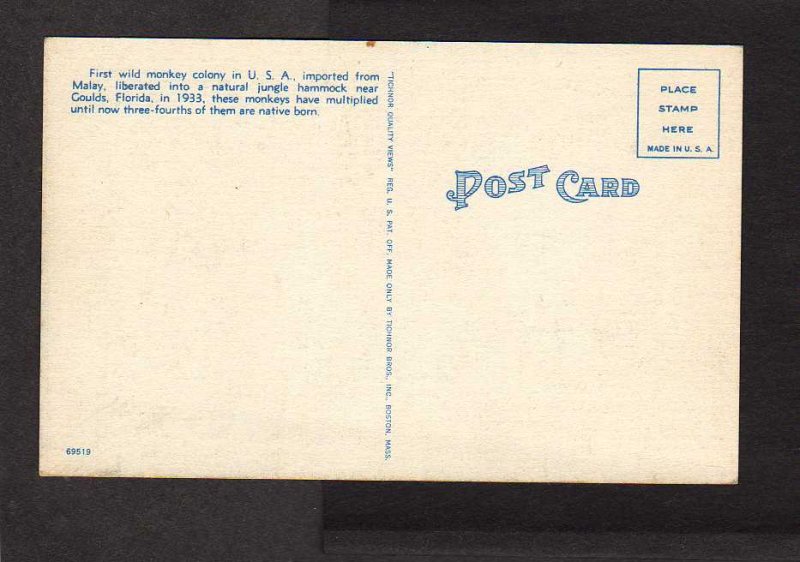 First wild monkey colony in U. S. A., imported from
Malay, liberated into a natural jungle hammock near
Goulds, Florida, in 1933, these monkeys have multiplied
until now three-fourths of them are native born.
"TICHNOR QUALITY VIEWS" REG. U. S. PAT. OFF. MADE ONLY BY TICHNOR BROS., INC., BOSTON, MASS.
PLACE
STAMP
HERE
MADE IN U. S. A.
POST CARD
69519